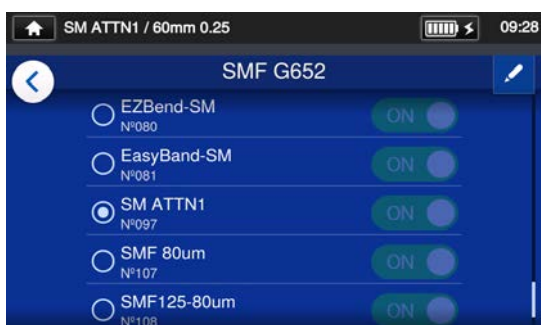 SM ATTN1 / 60mm 0.25
09:28
SMF G652
EZBend-SM
ON
Nº080
EasyBand-SM
ON
Nº081
SM ATTN1
ON
Nº097
SMF 80um
ON
Nº107
SMF125-80um
ON
Nº108